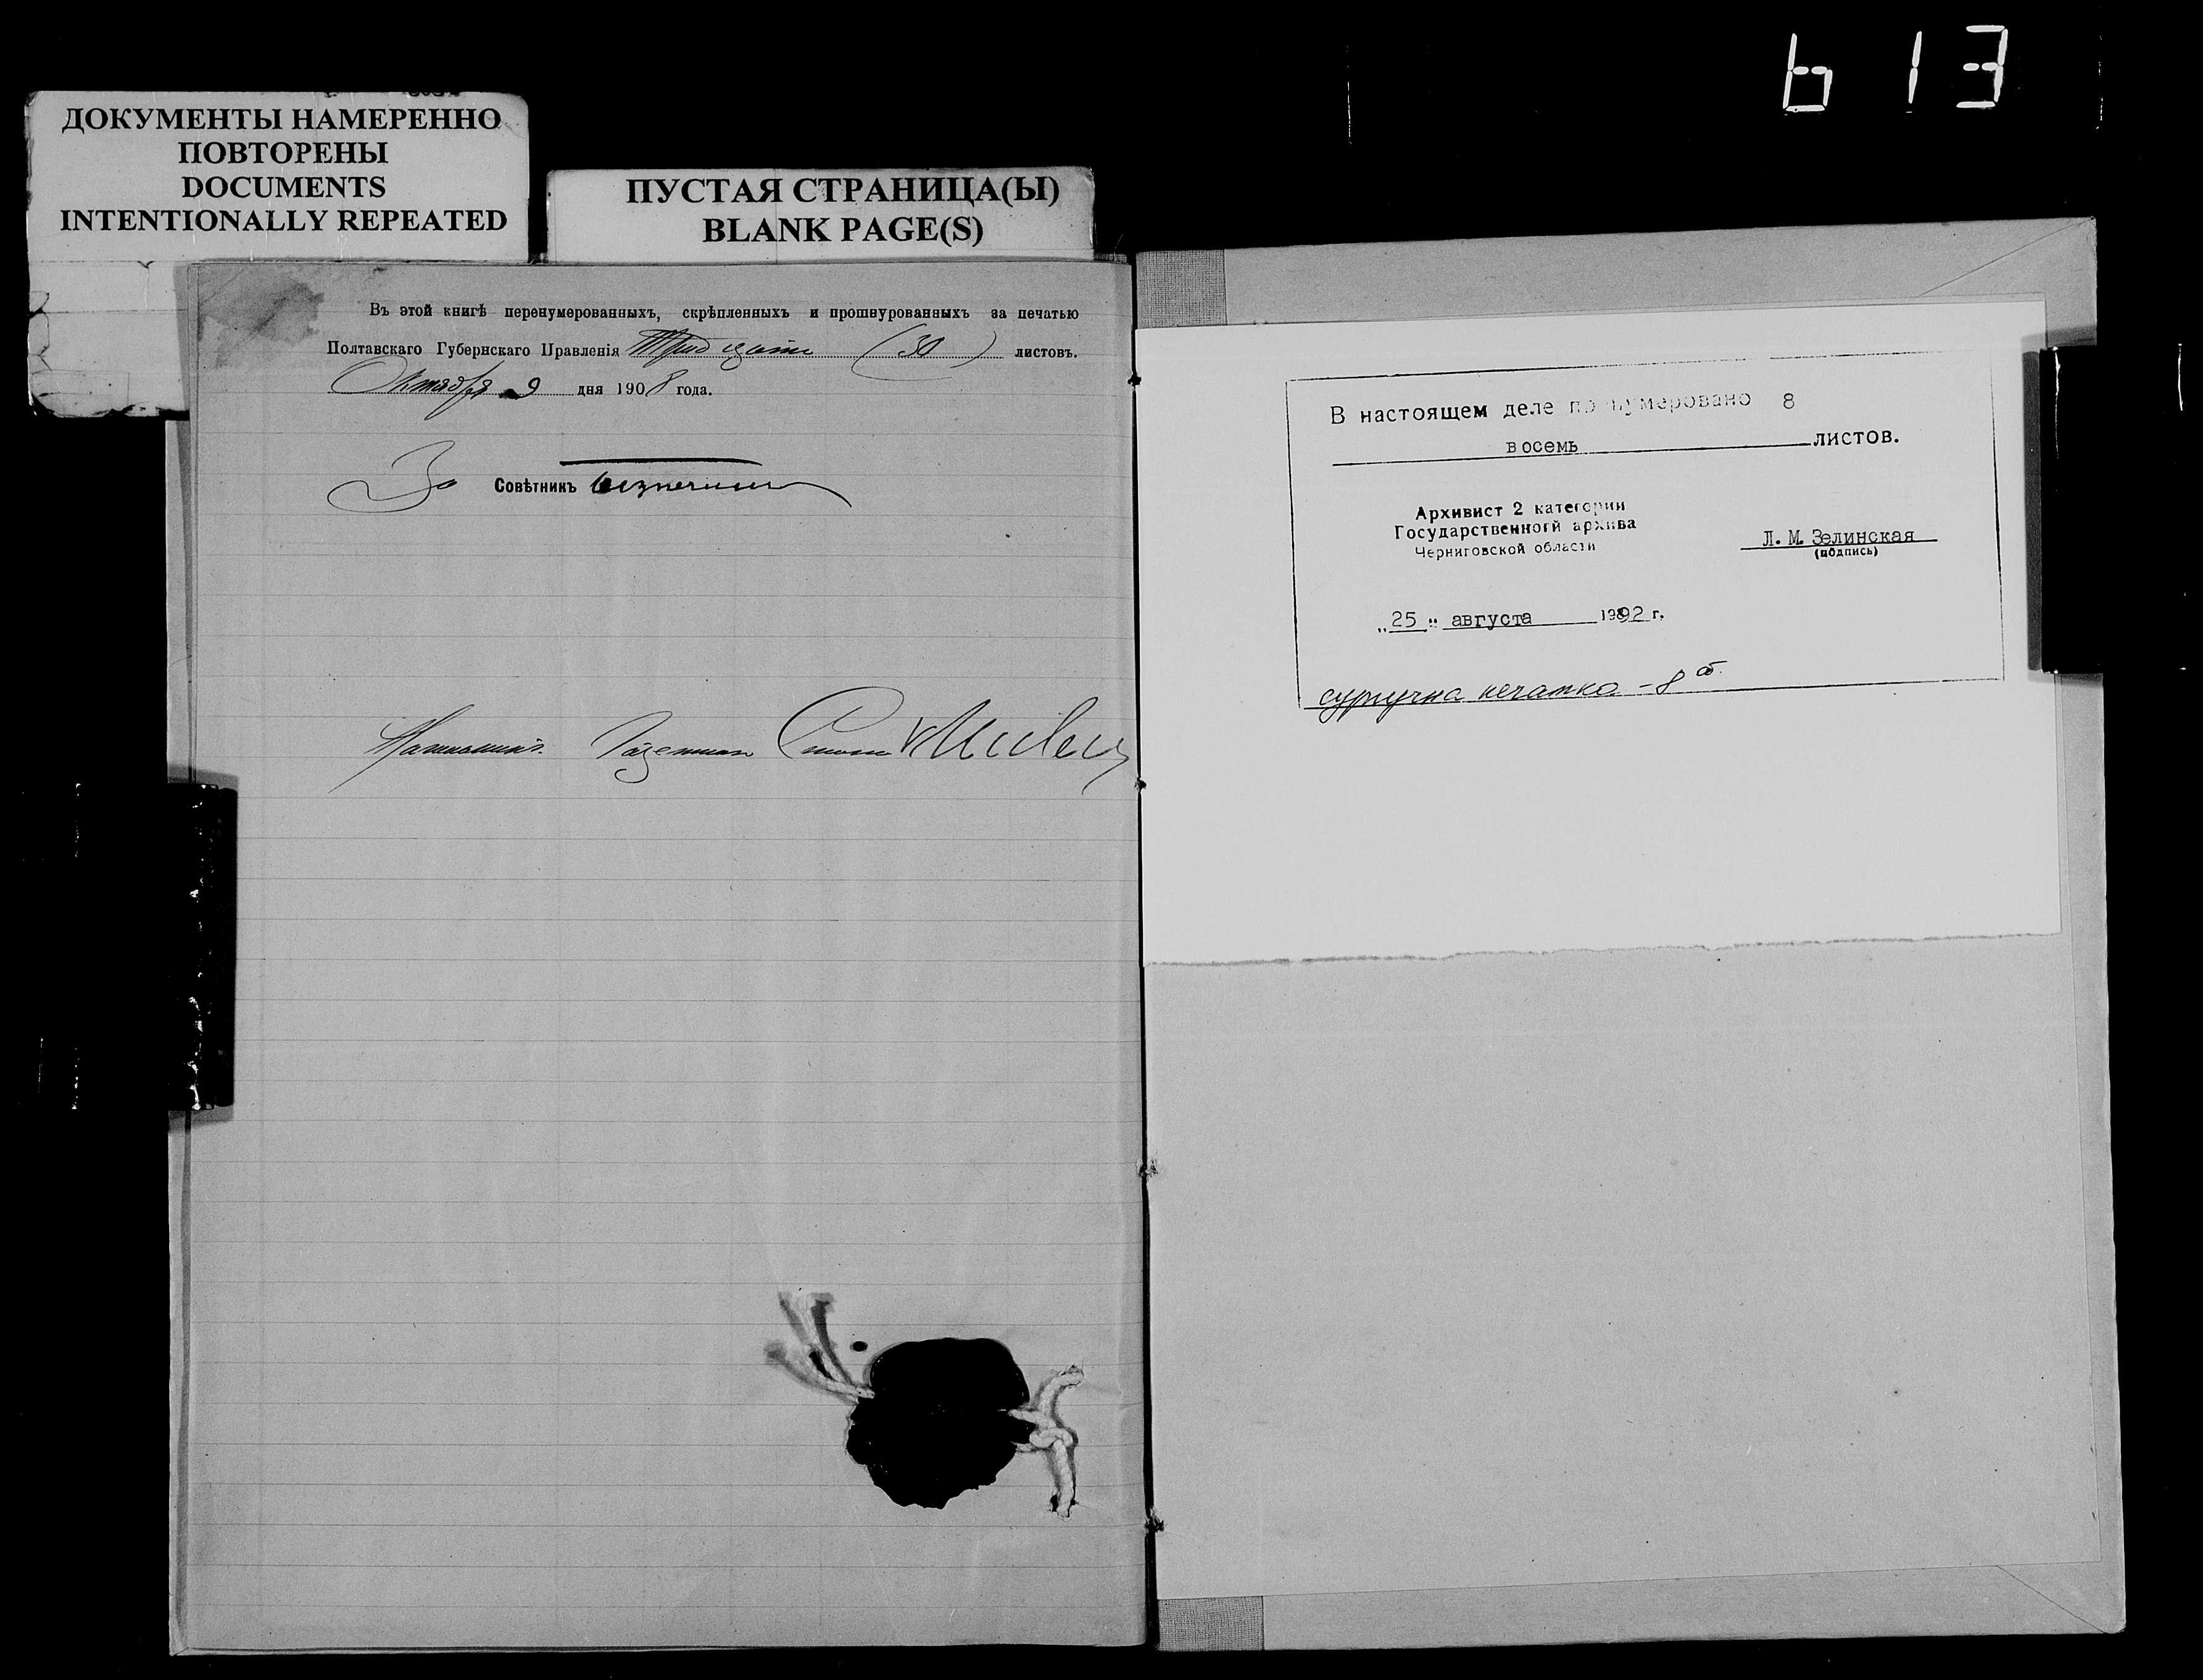 613
ДОКУМЕНТЫ НАМЕРЕННО
ПОВТОРЕНЫ
DOCUMENTS
INTENTIONALLY REPEATED
ПУСТАЯ СТРАНИЦА(Ы)
BLANK PAGE(S)
Въ этой книгѣ перенумерованныхъ, скрѣпленныхъ и прошнурованныхъ за печатью
Полтавскаго Губернскаго Правленія Тридцать (30) листовъ.
Октября 9 дня 1908 года.
За Совѣтникъ
В настоящем деле пронумеровано 8
восемь листов.
Архивист 2 категории
Государственного архива
Черниговской области
Л. М. Зелинская
(подпись)
"25" августа 1992 г.
сургучна печатка - 8 об.